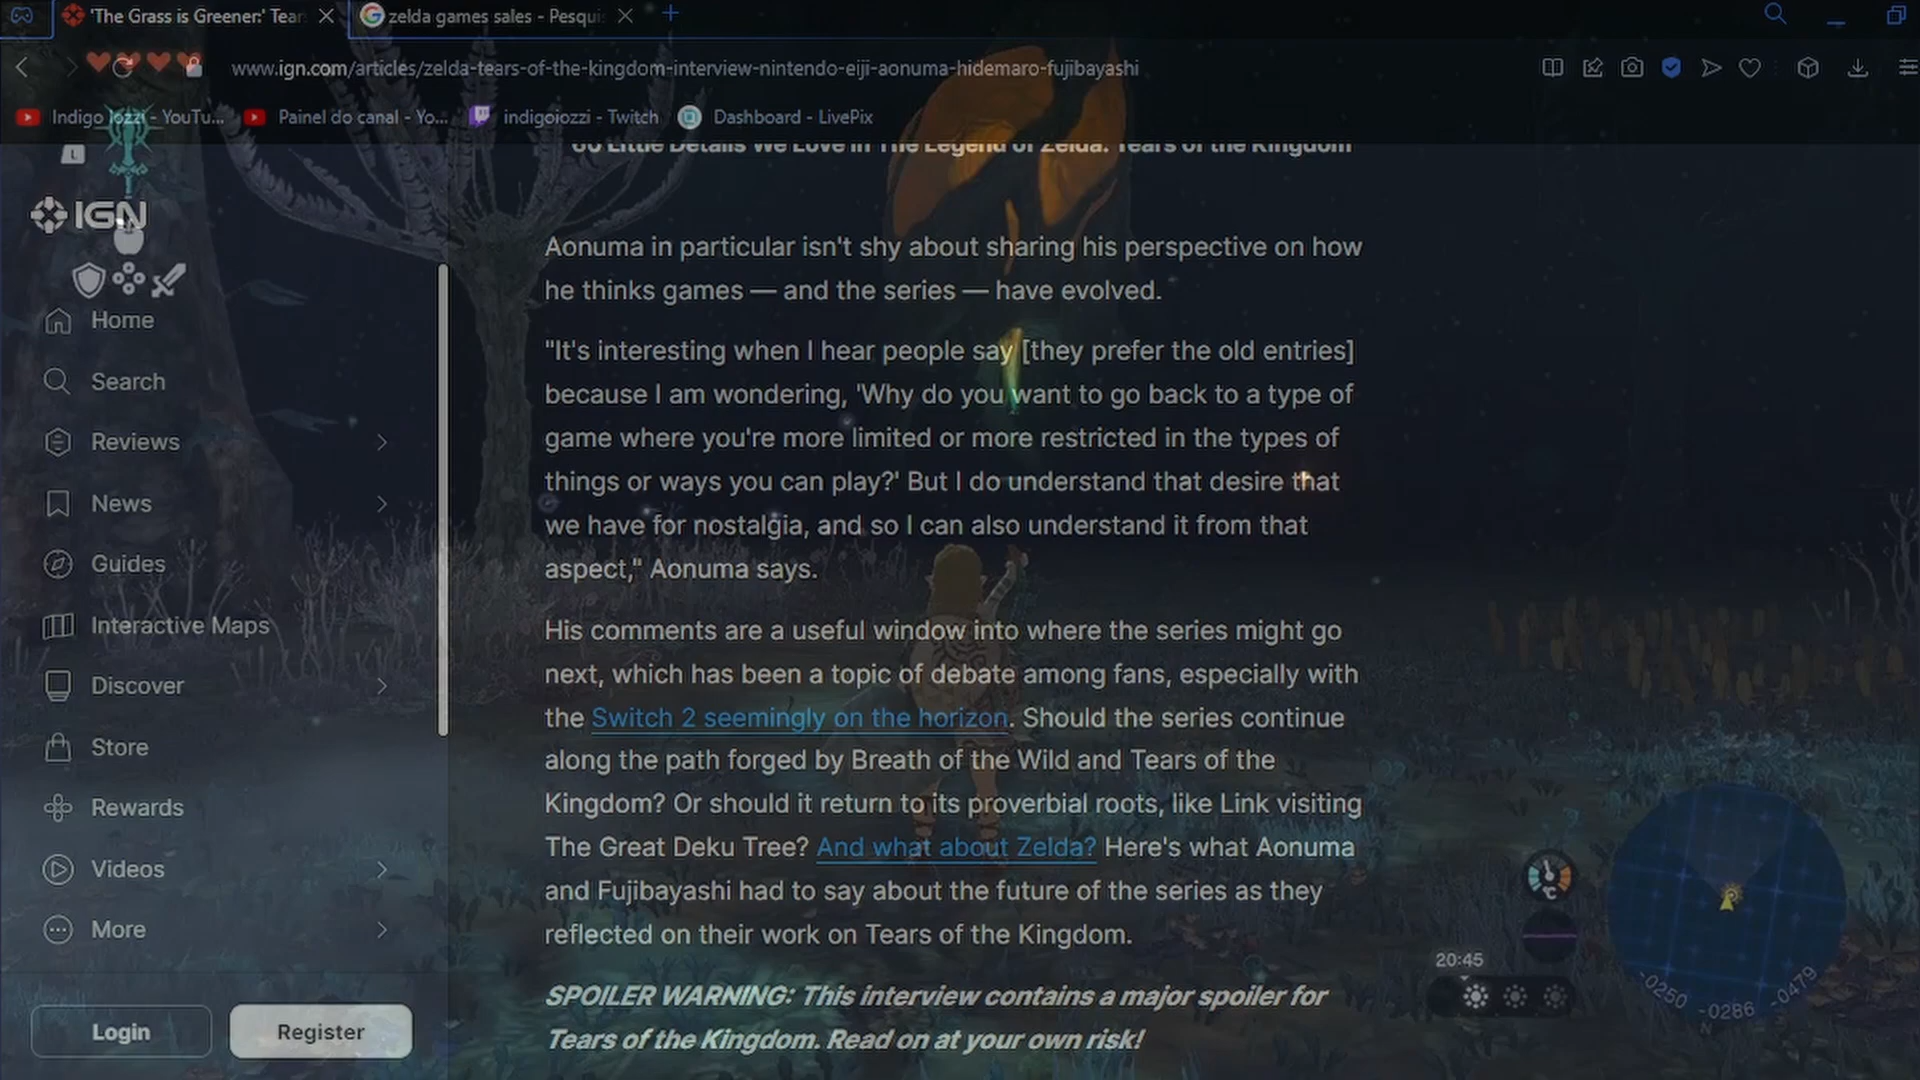 'The Grass is Greener:' Tear
zelda games sales - Pesqui
www.ign.com/articles/zelda-tears-of-the-kingdom-interview-nintendo-eiji-aonuma-hidemaro-fujibayashi
Indigo Iozzi - YouTu...
Painel do canal - Yo...
indigoiozzi - Twitch
Dashboard - LivePix
L
IGN
Home
Search
Reviews
News
Guides
Interactive Maps
Discover
Store
Rewards
Videos
More
Login
Register
Little Details We Love in The Legend of Zelda: Tears of the Kingdom
Aonuma in particular isn't shy about sharing his perspective on how
he thinks games — and the series — have evolved.
"It's interesting when I hear people say [they prefer the old entries]
because I am wondering, 'Why do you want to go back to a type of
game where you're more limited or more restricted in the types of
things or ways you can play?' But I do understand that desire that
we have for nostalgia, and so I can also understand it from that
aspect," Aonuma says.
His comments are a useful window into where the series might go
next, which has been a topic of debate among fans, especially with
the Switch 2 seemingly on the horizon. Should the series continue
along the path forged by Breath of the Wild and Tears of the
Kingdom? Or should it return to its proverbial roots, like Link visiting
The Great Deku Tree? And what about Zelda? Here's what Aonuma
and Fujibayashi had to say about the future of the series as they
reflected on their work on Tears of the Kingdom.
SPOILER WARNING: This interview contains a major spoiler for
Tears of the Kingdom. Read on at your own risk!
°C
20:45
-0250 -0286 -0479
N